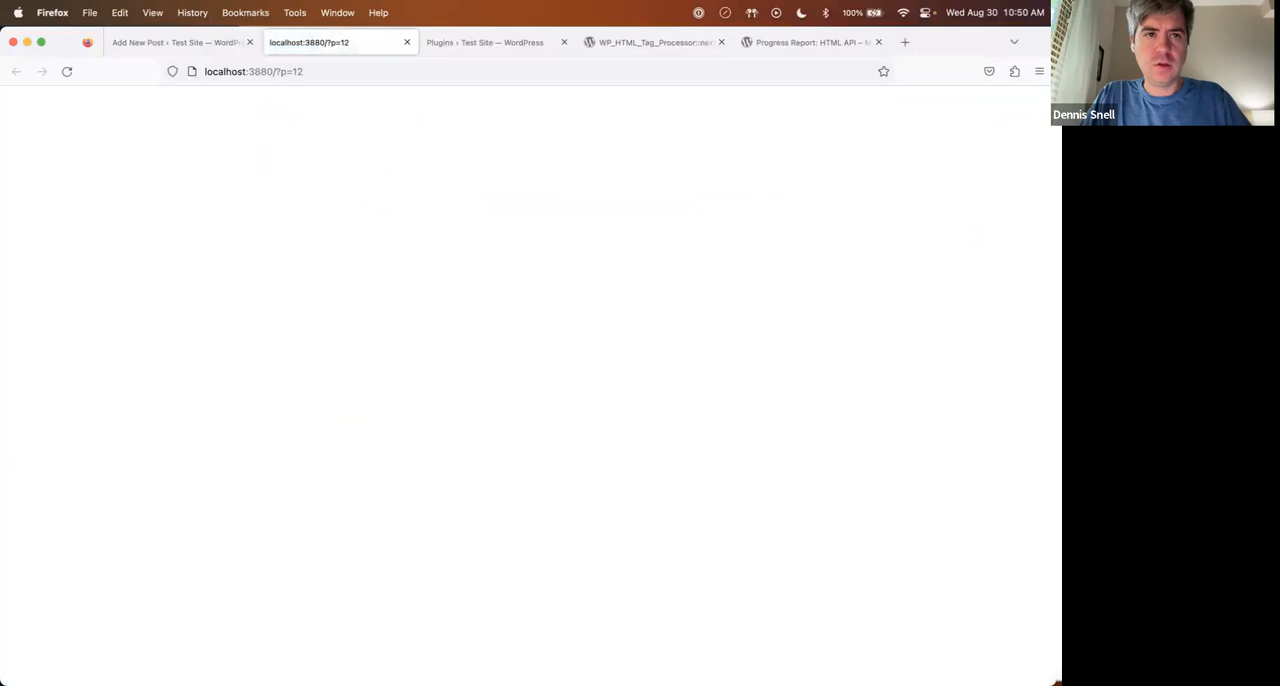 Firefox File Edit View History Bookmarks Tools Window Help 100% Wed Aug 30 10:50 AM
Add New Post ‹ Test Site — WordPr localhost:3880/?p=12 Plugins ‹ Test Site — WordPress WP_HTML_Tag_Processor::nex Progress Report: HTML API – M
localhost:3880/?p=12
Dennis Snell